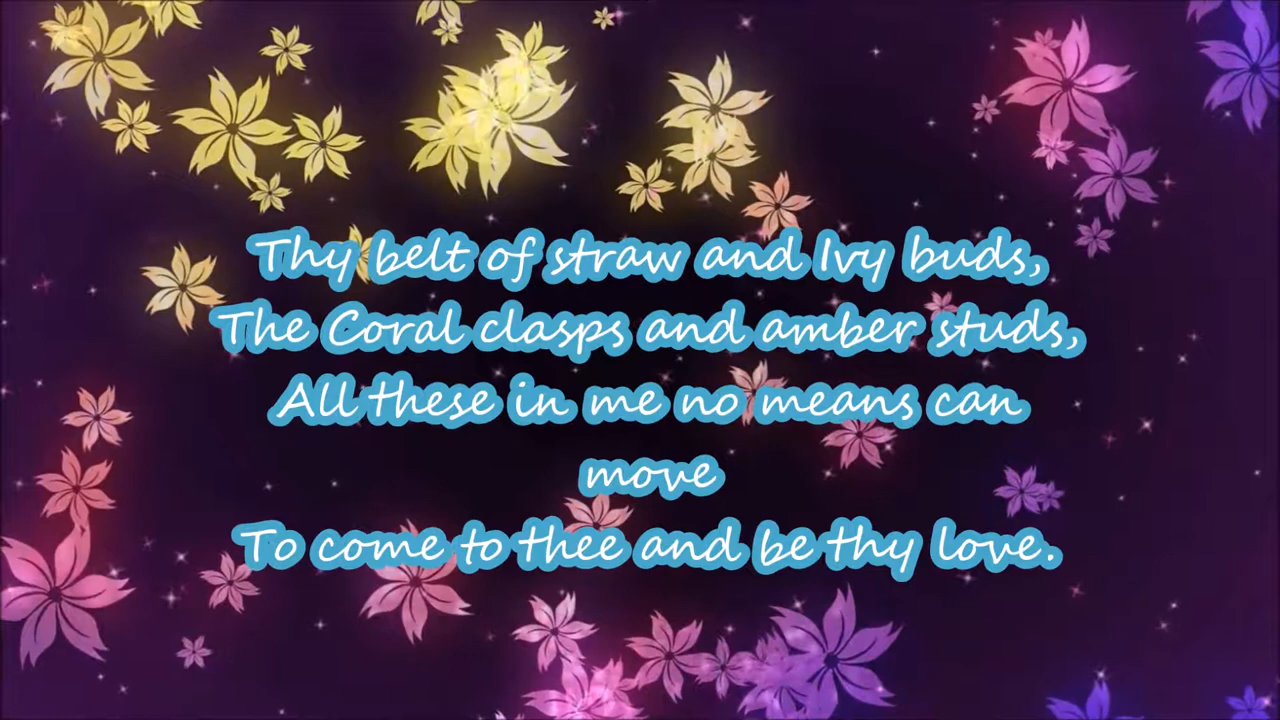 Thy belt of straw and Ivy buds,
The Coral clasps and amber studs,
All these in me no means can
move
To come to thee and be thy love.